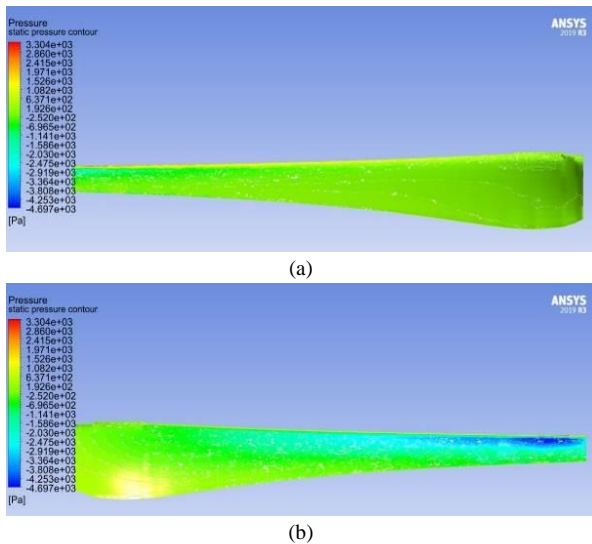 Pressure
static pressure contour
3.304e+03
2.860e+03
2.415e+03
1.971e+03
1.526e+03
1.082e+03
6.371e+02
1.926e+02
-2.520e+02
-6.965e+02
-1.141e+03
-1.586e+03
-2.030e+03
-2.475e+03
-2.919e+03
-3.364e+03
-3.808e+03
-4.253e+03
-4.697e+03
[Pa]
ANSYS
2019 R3
(a)
Pressure
static pressure contour
3.304e+03
2.860e+03
2.415e+03
1.971e+03
1.526e+03
1.082e+03
6.371e+02
1.926e+02
-2.520e+02
-6.965e+02
-1.141e+03
-1.586e+03
-2.030e+03
-2.475e+03
-2.919e+03
-3.364e+03
-3.808e+03
-4.253e+03
-4.697e+03
[Pa]
ANSYS
2019 R3
(b)